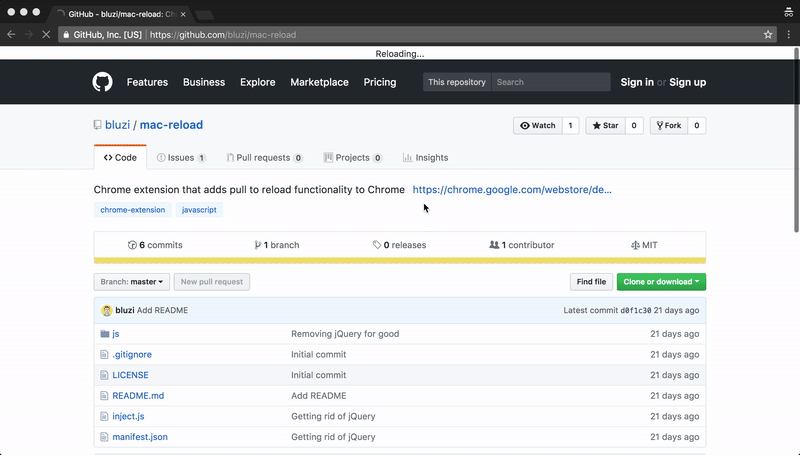 GitHub - bluzi/mac-reload: Ch
GitHub, Inc. [US] | https://github.com/bluzi/mac-reload
Reloading...
Features Business Explore Marketplace Pricing This repository Search Sign in or Sign up
bluzi / mac-reload Watch 1 Star 0 Fork 0
Code Issues 1 Pull requests 0 Projects 0 Insights
Chrome extension that adds pull to reload functionality to Chrome https://chrome.google.com/webstore/de...
chrome-extension javascript
6 commits 1 branch 0 releases 1 contributor MIT
Branch: master New pull request Find file Clone or download
bluzi Add README Latest commit d0f1c30 21 days ago
js Removing jQuery for good 21 days ago
.gitignore Initial commit 21 days ago
LICENSE Initial commit 21 days ago
README.md Add README 21 days ago
inject.js Getting rid of jQuery 21 days ago
manifest.json Getting rid of jQuery 21 days ago